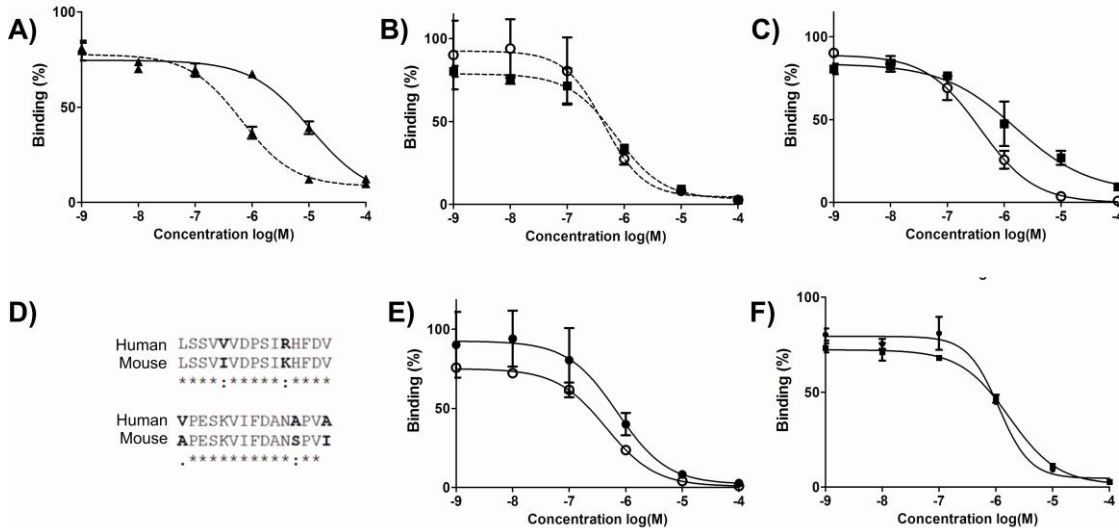 A)
Binding (%)
100
50
0
-9 -8 -7 -6 -5 -4
Concentration log(M)
B)
Binding (%)
100
50
0
-9 -8 -7 -6 -5 -4
Concentration log(M)
C)
Binding (%)
100
50
0
-9 -8 -7 -6 -5 -4
Concentration log(M)
D)
Human LSSVVVDPSIRHFDV
Mouse LSSVIVDPSIKHFDV
****:*****:****
Human VPESKVIFDANAPVA
Mouse APESKVIFDANSPVI
.**********:**
E)
Binding (%)
100
50
0
-9 -8 -7 -6 -5 -4
Concentration log(M)
F)
Binding (%)
100
50
0
-9 -8 -7 -6 -5 -4
Concentration log(M)